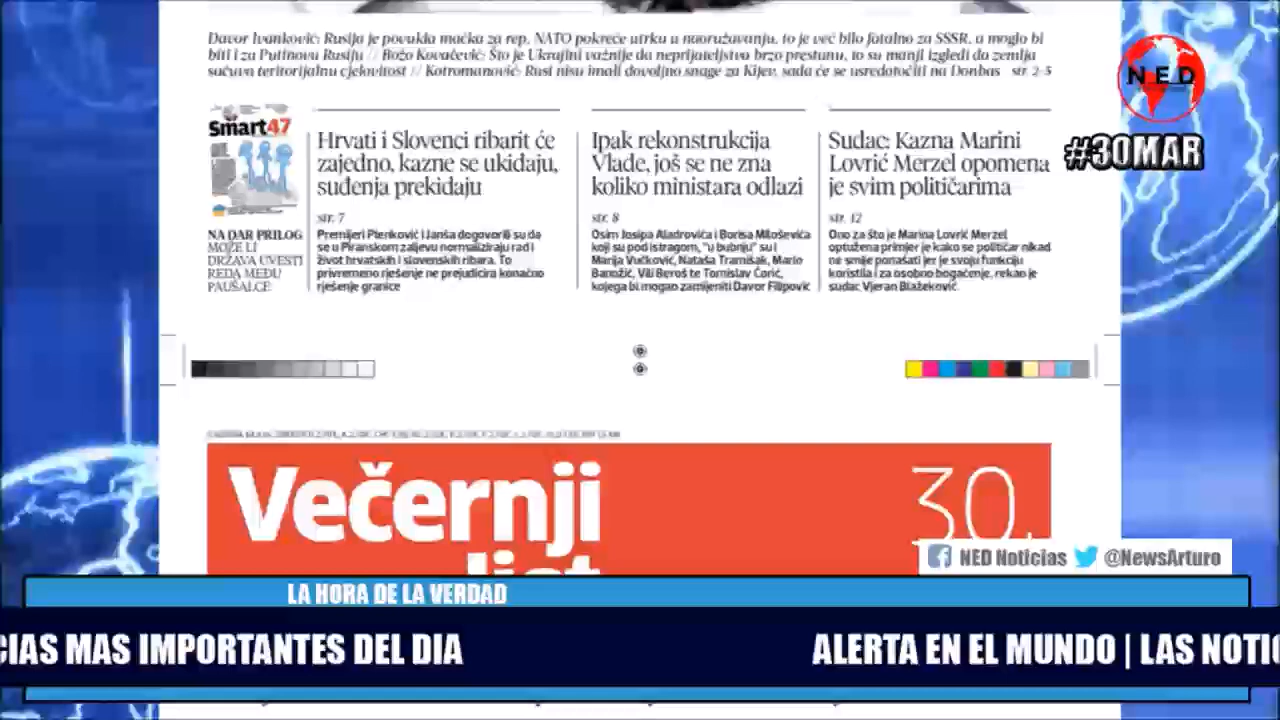 Davor Ivanković: Rusija je povukla mačka za rep, NATO pokreće utrku u naoružavanju, to je već bilo fatalno za SSSR, a moglo bi
biti i za Putinovu Rusiju // Božo Kovačević: Što je Ukrajini važnije da neprijateljstva brzo prestanu, to su manji izgledi da zemlja
sačuva teritorijalnu cjelovitost // Kotromanović: Rusi nisu imali dovoljno snage za Kijev, sada će se usredotočiti na Donbas str. 2-5
NED
#30MAR
Smart47
NA DAR PRILOG
MOŽE LI
DRŽAVA UVESTI
REDA MEĐU
PAUŠALCE
Hrvati i Slovenci ribarit će
zajedno, kazne se ukidaju,
suđenja prekidaju
str. 7
Premijeri Plenković i Janša dogovorili su da
se u Piranskom zaljevu normaliziraju rad i
život hrvatskih i slovenskih ribara. To
privremeno rješenje ne prejudicira konačno
rješenje granice
Ipak rekonstrukcija
Vlade, još se ne zna
koliko ministara odlazi
str. 8
Osim Josipa Aladrovića i Borisa Miloševića
koji su pod istragom, "u bubnju" su i
Marija Vučković, Nataša Tramišak, Mario
Banožić, Vili Beroš te Tomislav Ćorić,
kojega bi mogao zamijeniti Davor Filipović
Sudac: Kazna Marini
Lovrić Merzel opomena
je svim političarima
str. 12
Ono za što je Marina Lovrić Merzel
optužena primjer je kako se političar nikad
ne smije ponašati jer je svoju funkciju
koristila i za osobno bogaćenje, rekao je
sudac Vjeran Blažeković
Večernji
list
30.
NED Noticias @NewsArturo
LA HORA DE LA VERDAD
CIAS MAS IMPORTANTES DEL DIA
ALERTA EN EL MUNDO | LAS NOTIC